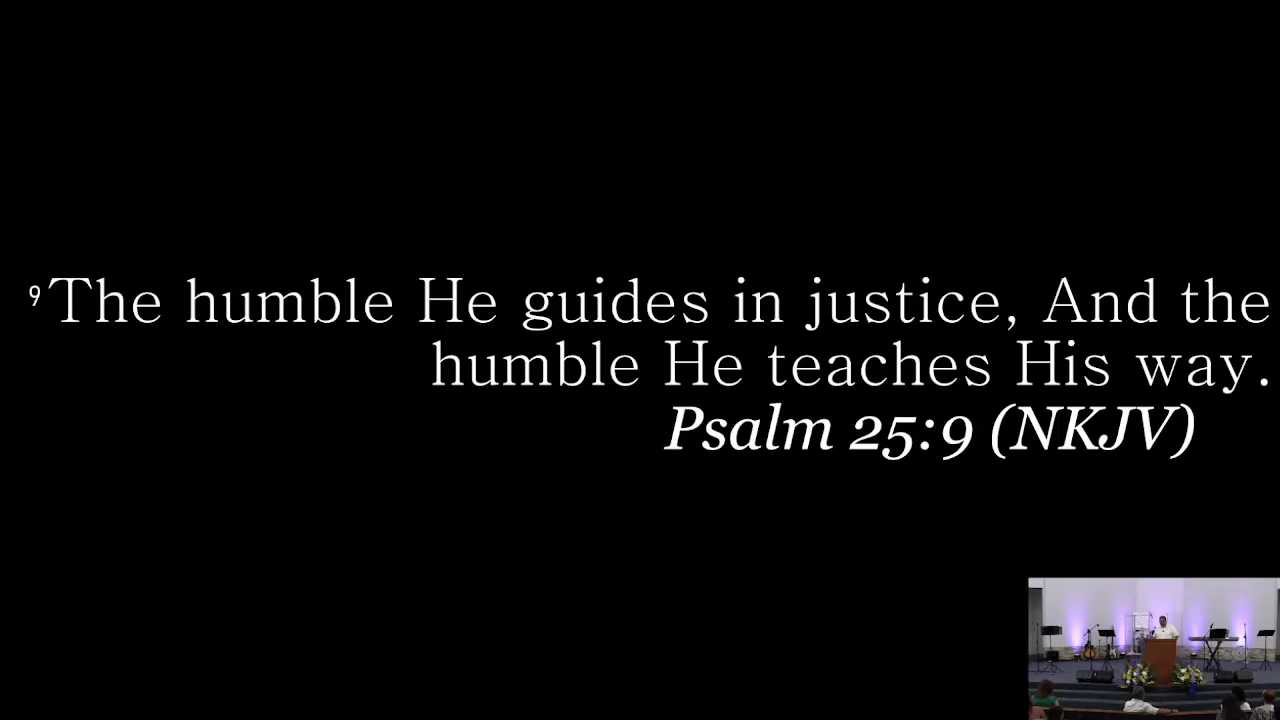 ⁹The humble He guides in justice, And the
humble He teaches His way.
Psalm 25:9 (NKJV)